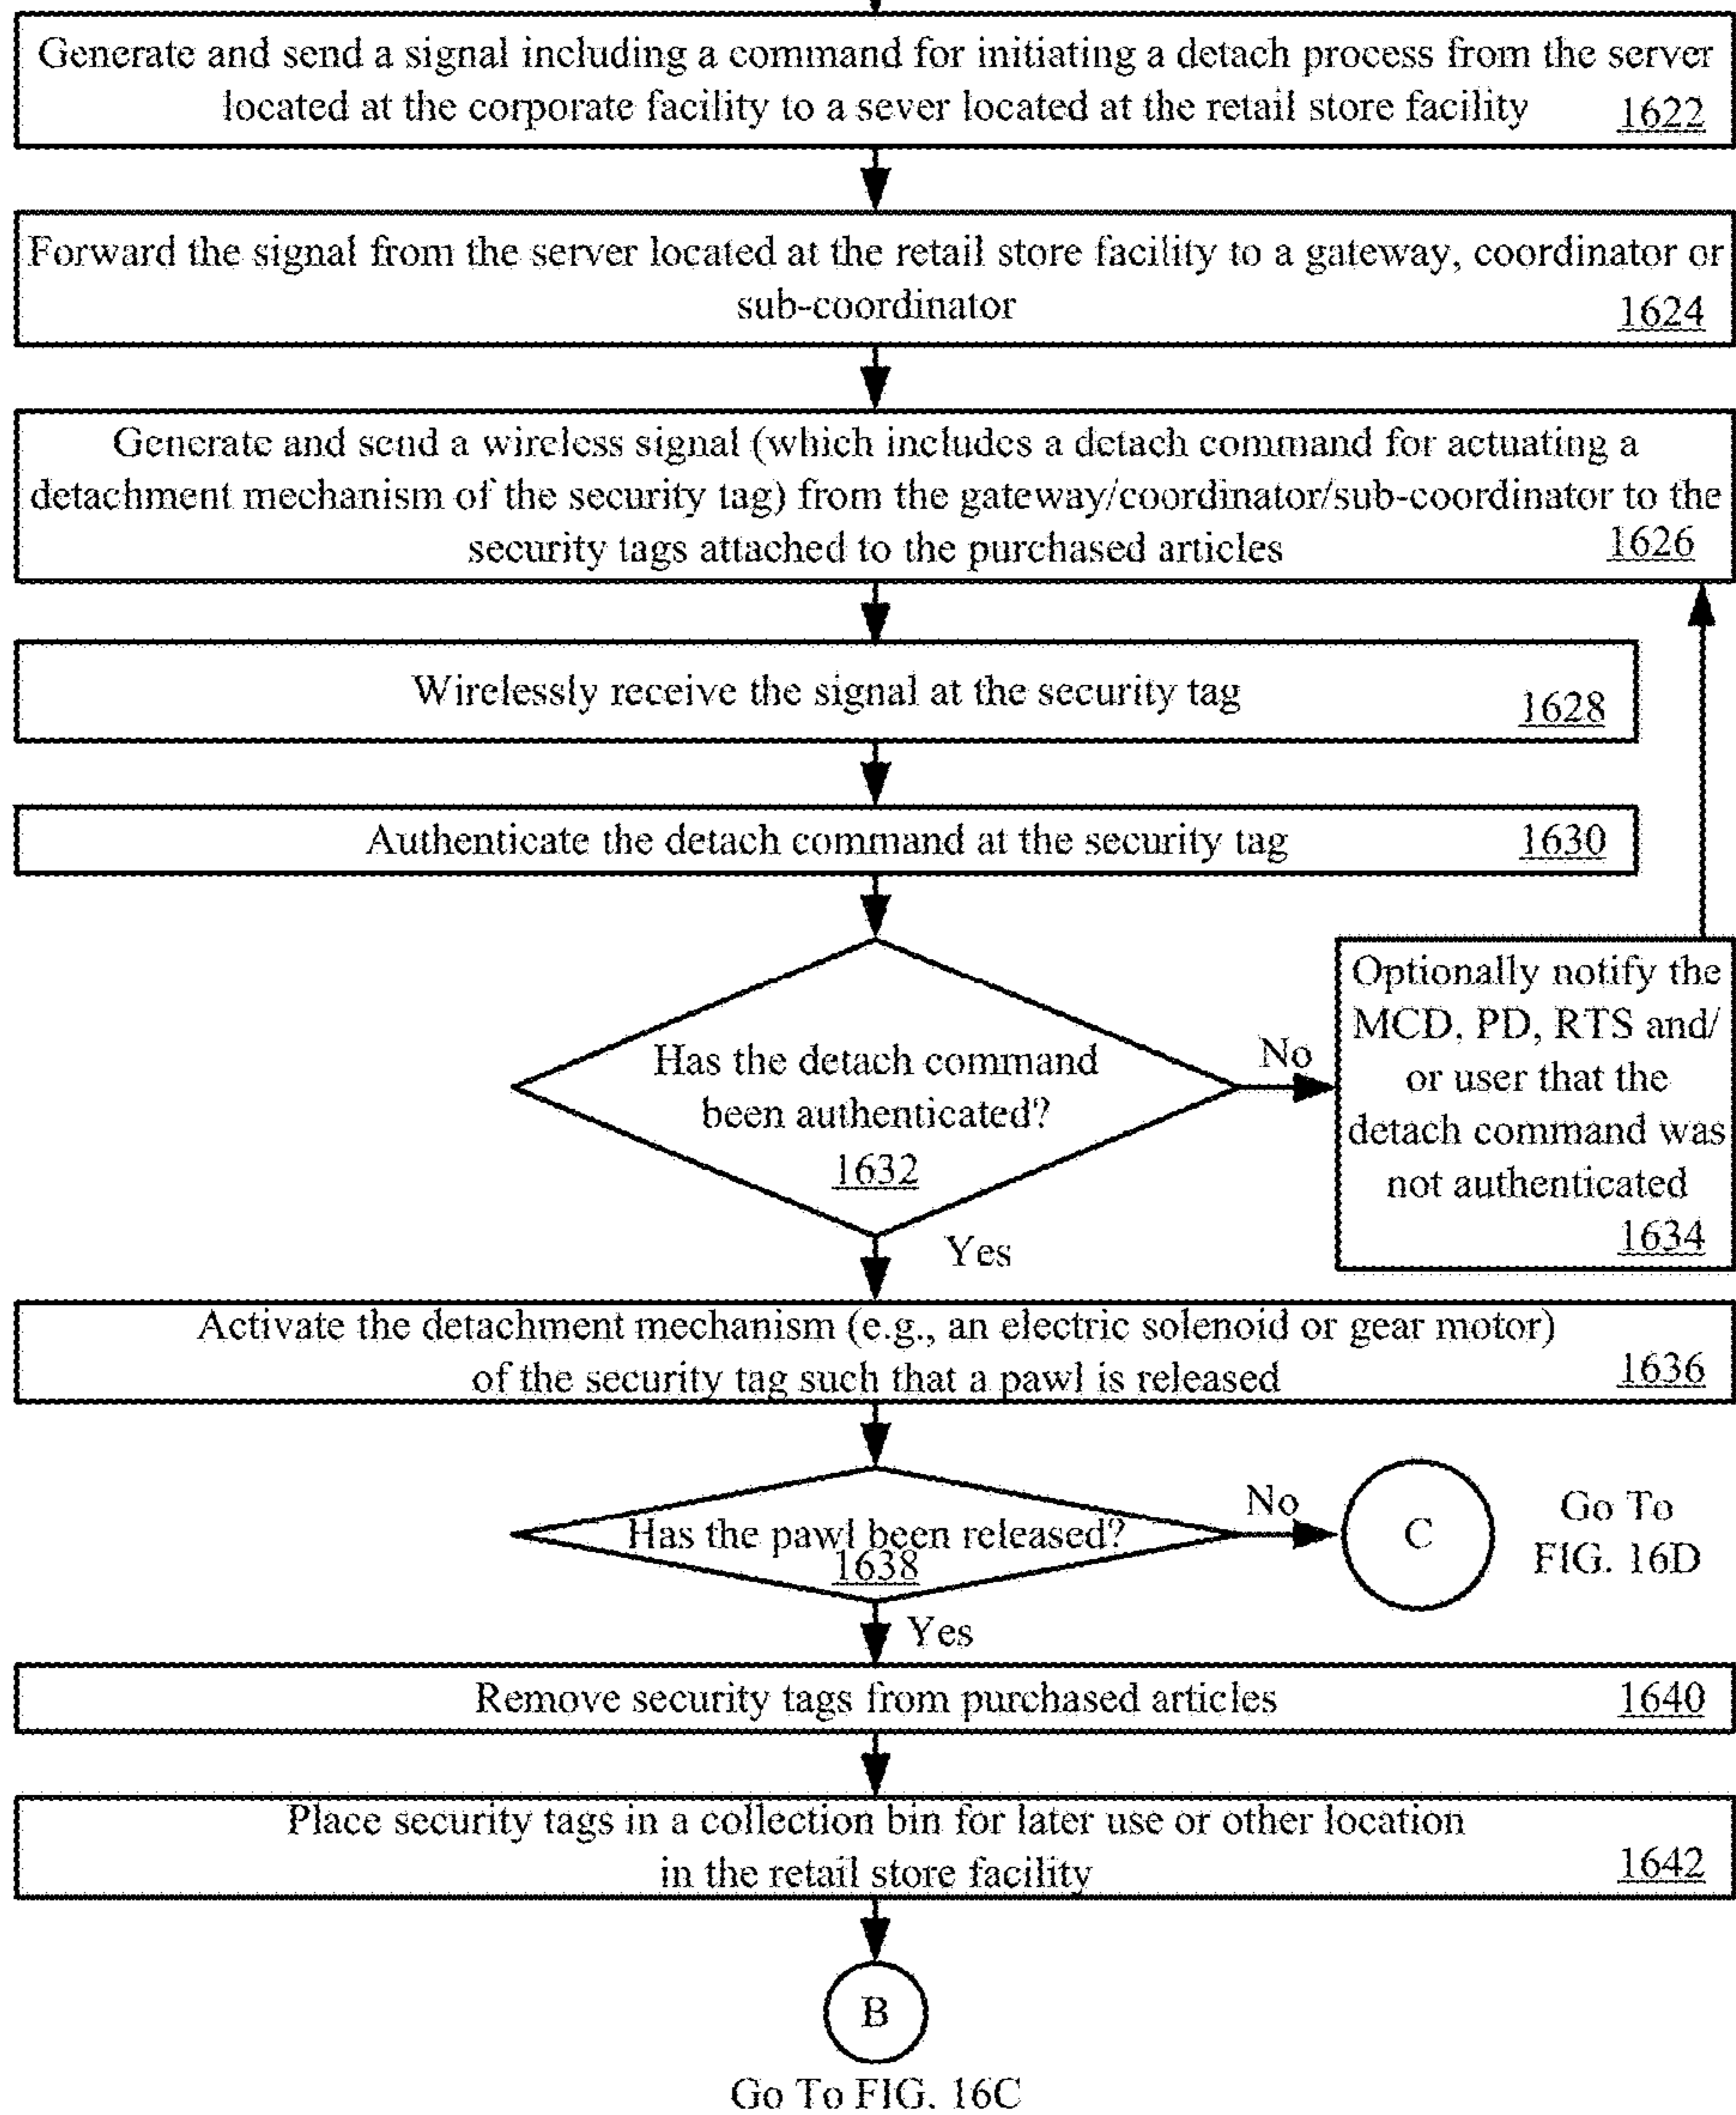 Generate and send a signal including a command for initiating a detach process from the server
located at the corporate facility to a sever located at the retail store facility 1622
Forward the signal from the server located at the retail store facility to a gateway, coordinator or
sub-coordinator 1624
Generate and send a wireless signal (which includes a detach command for actuating a
detachment mechanism of the security tag) from the gateway/coordinator/sub-coordinator to the
security tags attached to the purchased articles 1626
Wirelessly receive the signal at the security tag 1628
Authenticate the detach command at the security tag 1630
Has the detach command
been authenticated?
1632
No
Optionally notify the
MCD, PD, RTS and/
or user that the
detach command was
not authenticated
1634
Yes
Activate the detachment mechanism (e.g., an electric solenoid or gear motor)
of the security tag such that a pawl is released 1636
Has the pawl been released?
1638
No
C
Go To
FIG. 16D
Yes
Remove security tags from purchased articles 1640
Place security tags in a collection bin for later use or other location
in the retail store facility 1642
B
Go To FIG. 16C